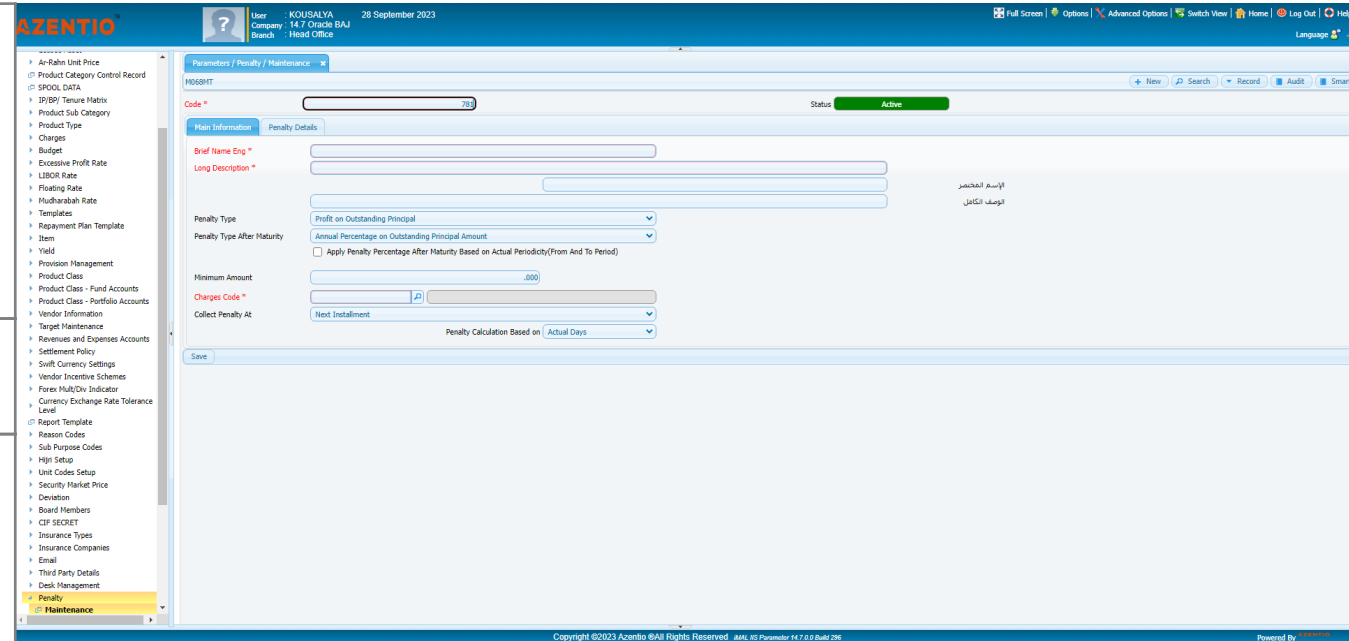 AZENTIO
User : KOUSALYA 28 September 2023
Company : 147 Oracle BAJ
Branch : Head Office
Full Screen | Options | Advanced Options | Switch View | Home | Log Out | Help
Language
Ar-Rahn Unit Price
Product Category Control Record
SPOOL DATA
IP/BP/ Tenure Matrix
Product Sub Category
Product Type
Charges
Budget
Excessive Profit Rate
LIBOR Rate
Floating Rate
Mudharabah Rate
Templates
Repayment Plan Template
Item
Yield
Provision Management
Product Class
Product Class - Fund Accounts
Product Class - Portfolio Accounts
Vendor Information
Target Maintenance
Revenues and Expenses Accounts
Settlement Policy
Swift Currency Settings
Vendor Incentive Schemes
Forex Mult/Div Indicator
Currency Exchange Rate Tolerance
Level
Report Template
Reason Codes
Sub Purpose Codes
Hijri Setup
Unit Codes Setup
Security Market Price
Deviation
Board Members
CIF SECRET
Insurance Types
Insurance Companies
Email
Third Party Details
Desk Management
Penalty
Maintenance
Parameters / Penalty / Maintenance x
M068MT
+ New Search Record Audit Smar
Code * 781 Status Active
Main Information Penalty Details
Brief Name Eng *
Long Description *
الإسم المختصر
الوصف الكامل
Penalty Type Profit on Outstanding Principal
Penalty Type After Maturity Annual Percentage on Outstanding Principal Amount
Apply Penalty Percentage After Maturity Based on Actual Periodicity(From And To Period)
Minimum Amount .000
Charges Code *
Collect Penalty At Next Installment
Penalty Calculation Based on Actual Days
Save
Copyright ©2023 Azentio ®All Rights Reserved iMAL IIS Parameter 14.7.0.0 Build 296
Powered By AZENTIO